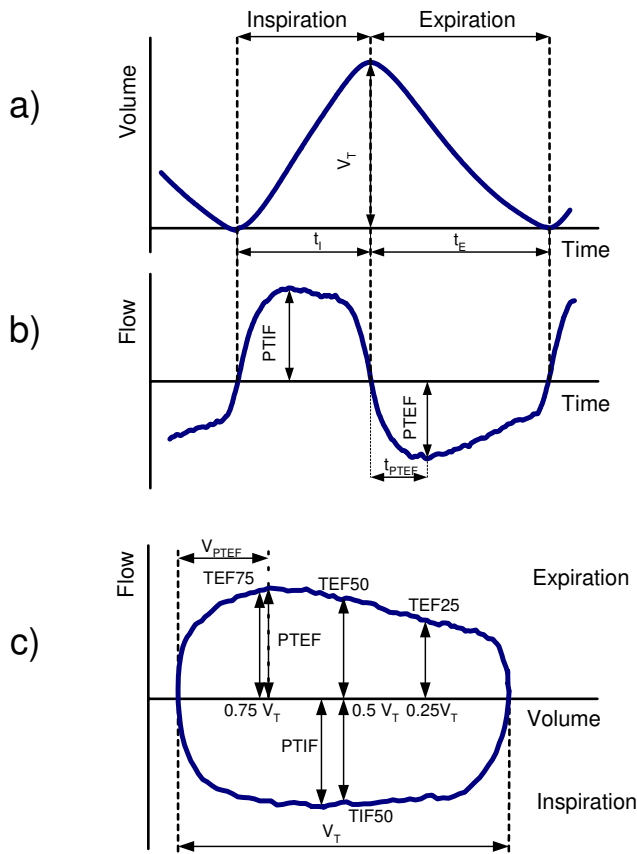 Inspiration Expiration
a)
Volume
V_T
t_I t_E Time
b)
Flow
PTIF
Time
PTEF
t_PTEF
V_PTEF
TEF75 TEF50 TEF25
Expiration
Flow
c)
PTEF
0.75 V_T 0.5 V_T 0.25V_T Volume
PTIF
TIF50 Inspiration
V_T